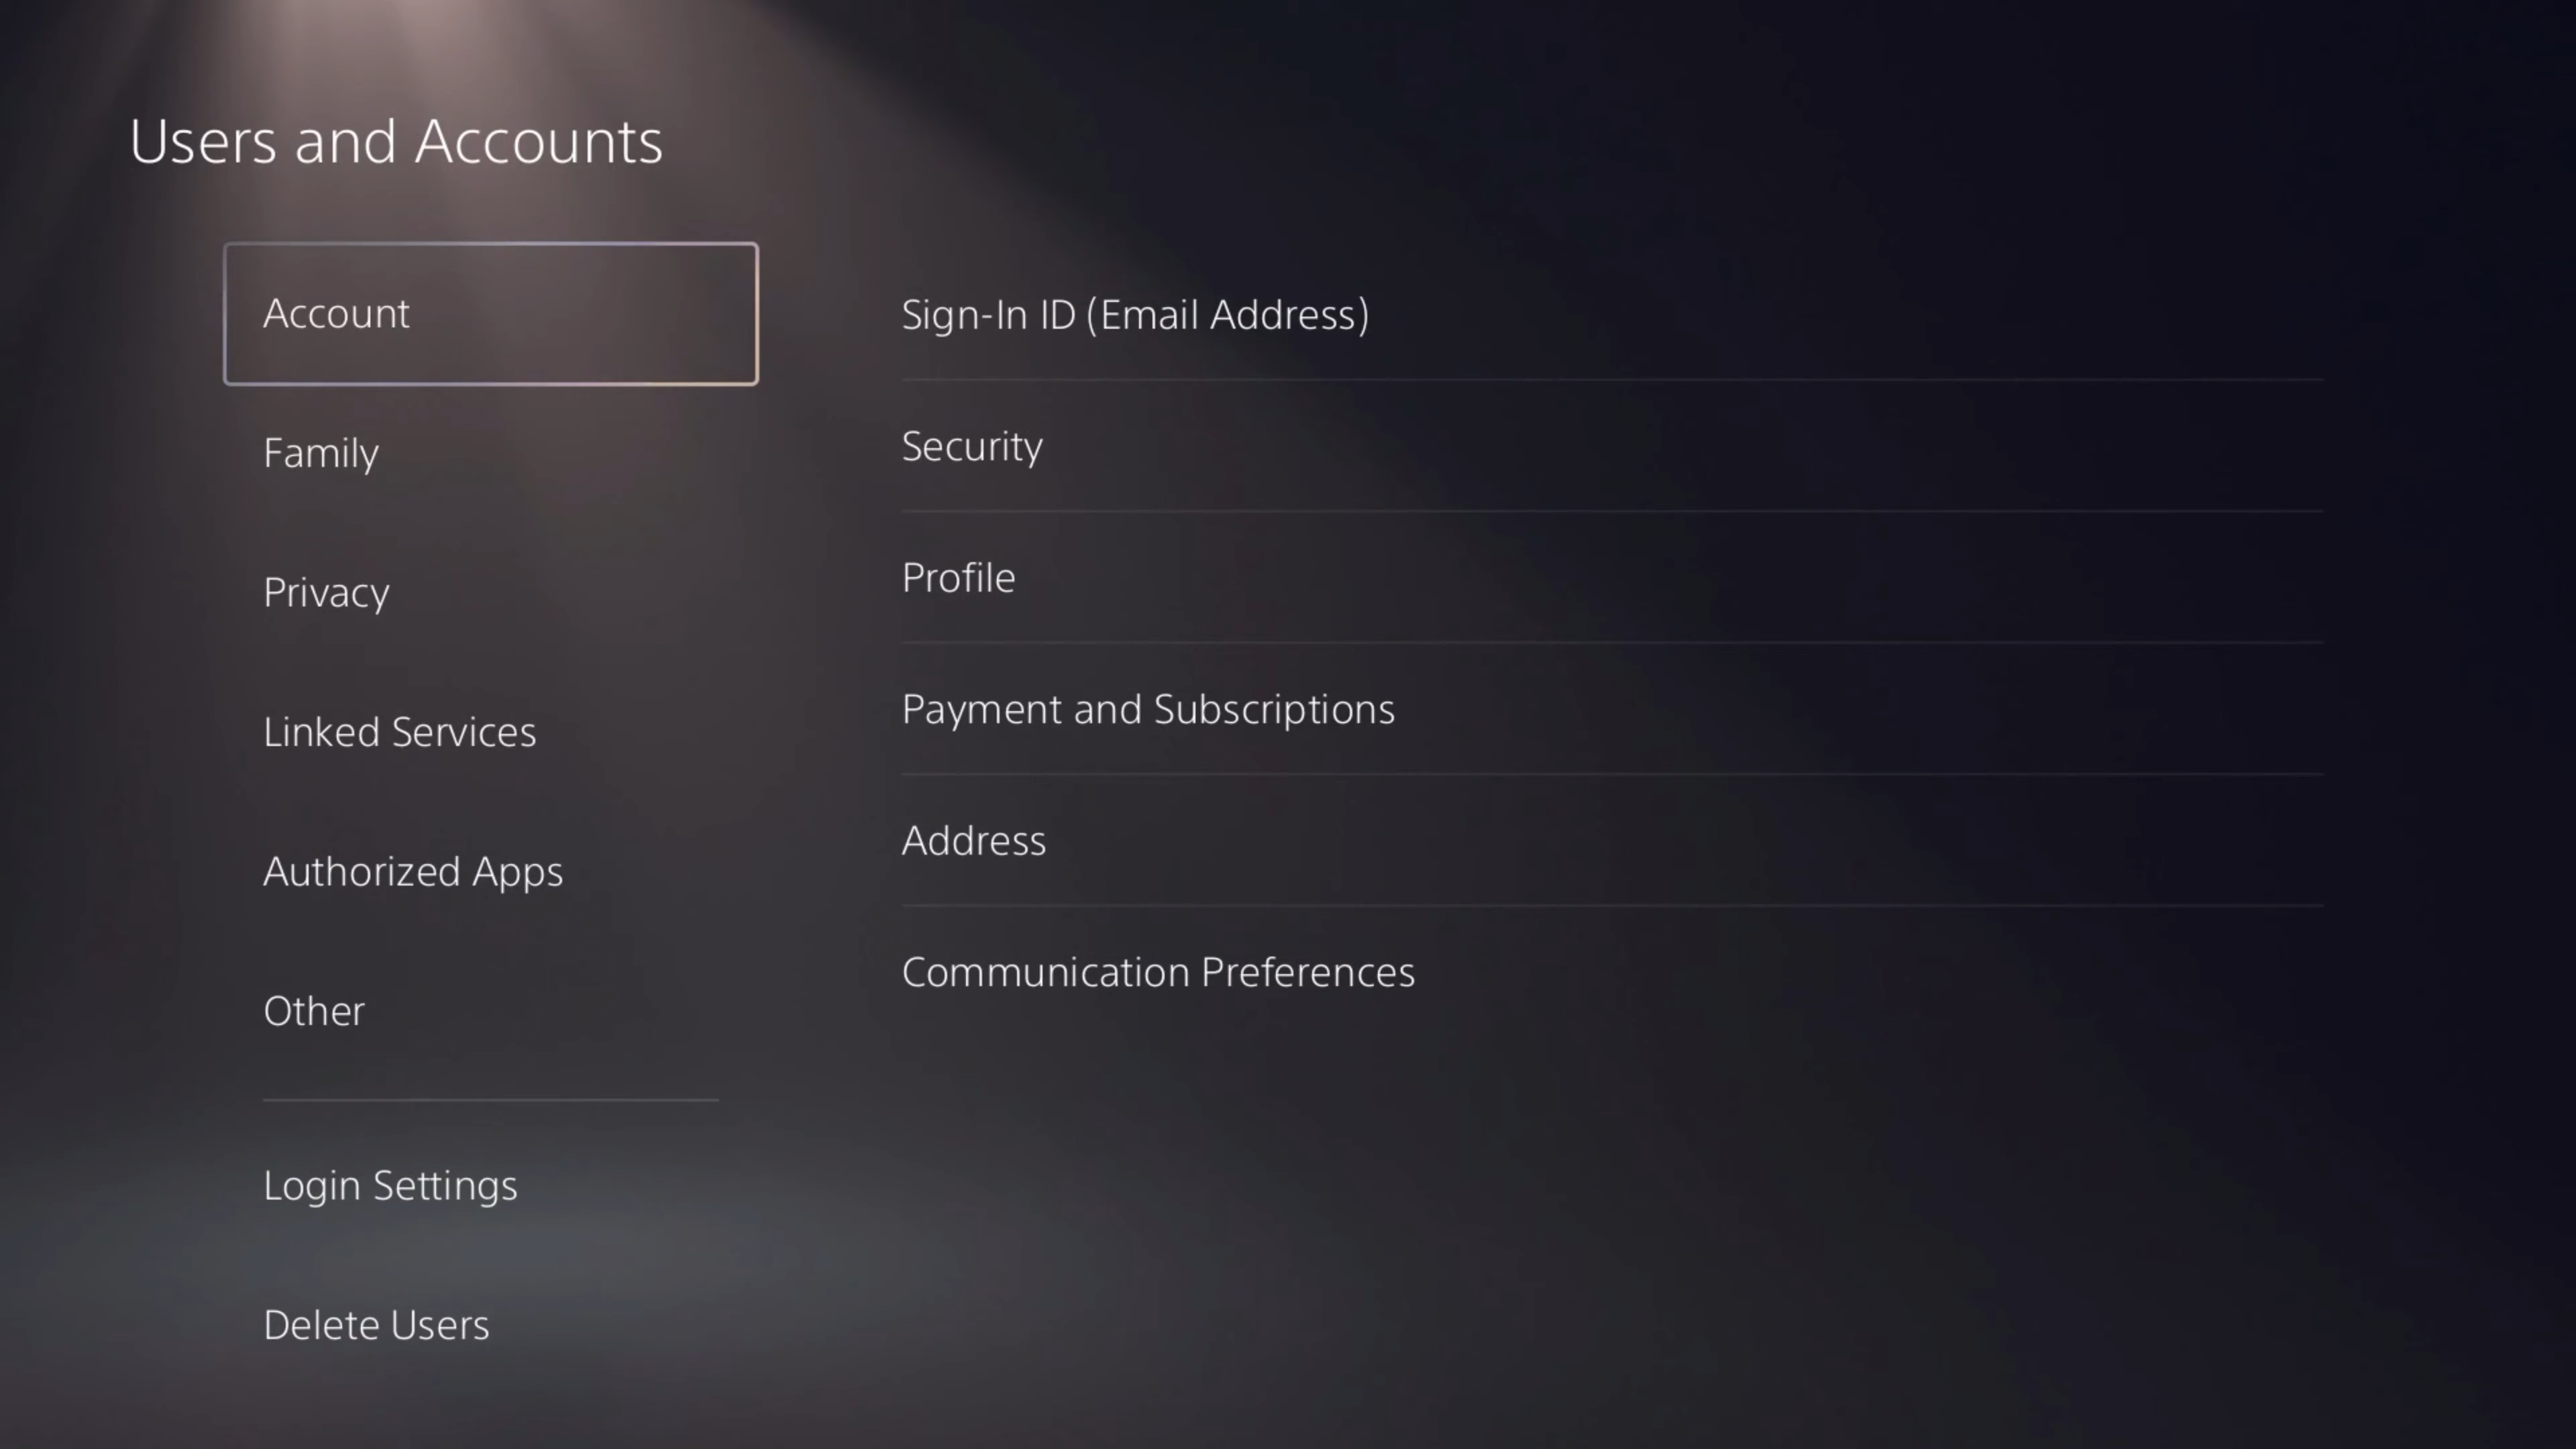 Users and Accounts
Account
Family
Privacy
Linked Services
Authorized Apps
Other
Login Settings
Delete Users
Sign-In ID (Email Address)
Security
Profile
Payment and Subscriptions
Address
Communication Preferences